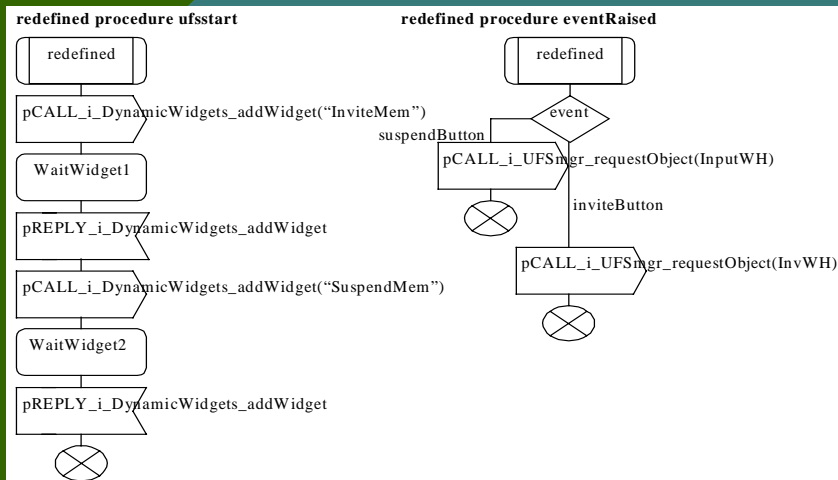 redefined procedure ufsstart
redefined
pCALL_i_DynamicWidgets_addWidget(“InviteMem”)
WaitWidget1
pREPLY_i_DynamicWidgets_addWidget
pCALL_i_DynamicWidgets_addWidget(“SuspendMem”)
WaitWidget2
pREPLY_i_DynamicWidgets_addWidget
redefined procedure eventRaised
redefined
event
suspendButton
pCALL_i_UFSmgr_requestObject(InputWH)
inviteButton
pCALL_i_UFSmgr_requestObject(InvWH)